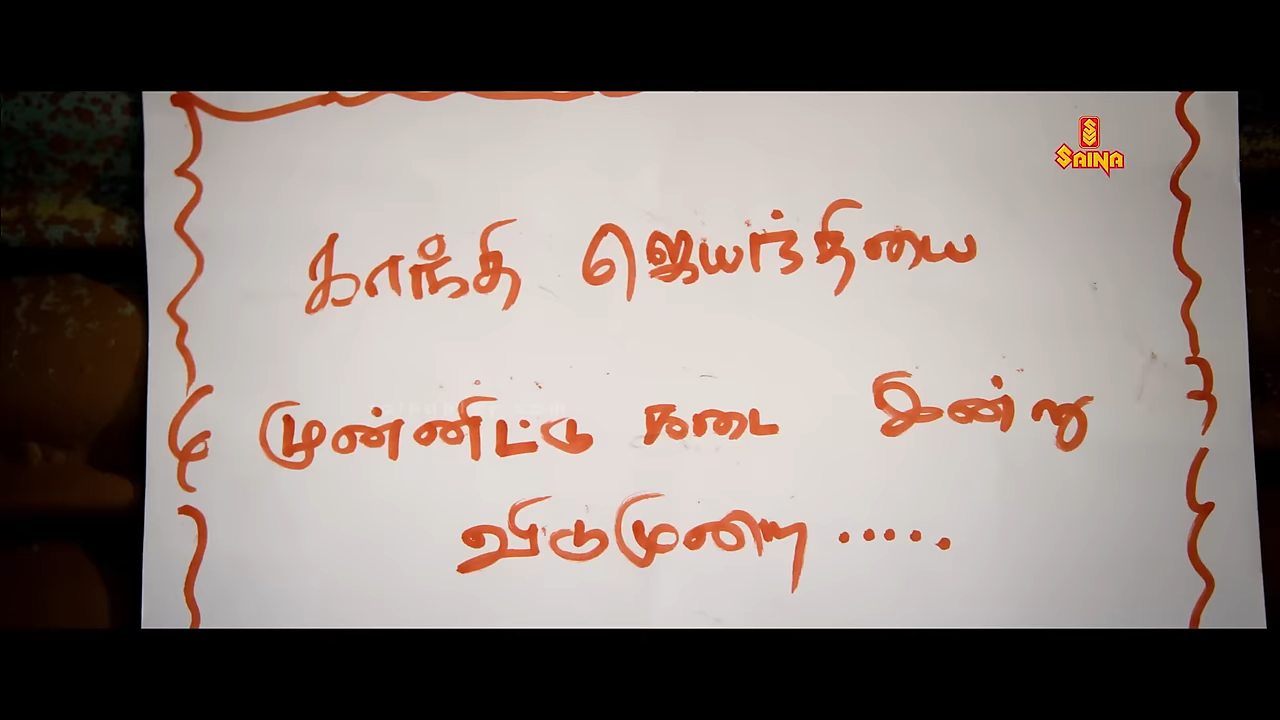 SAINA
காந்தி ஜெயந்தியை
முன்னிட்டு கடை இன்று
விடுமுறை .....